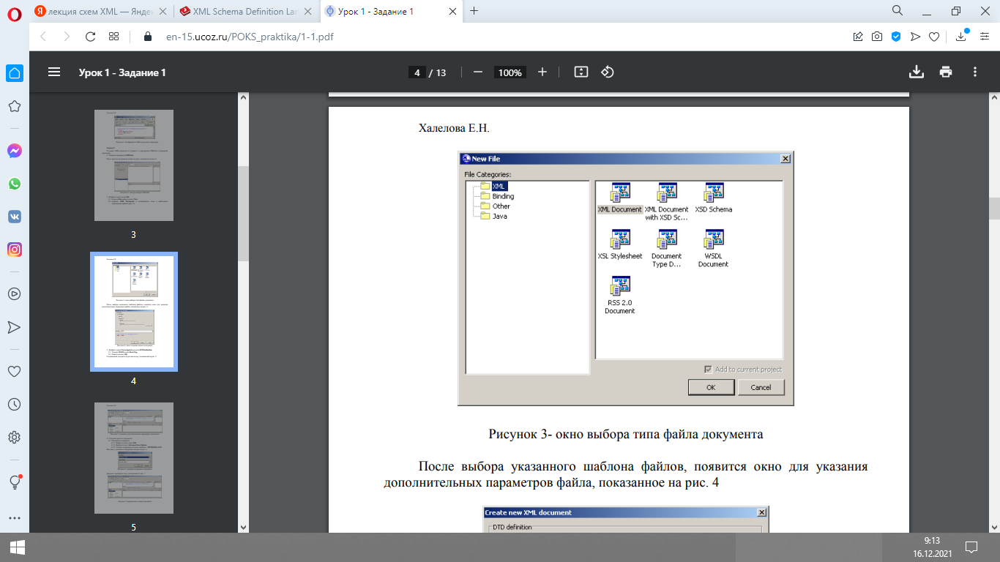 лекция схем XML — Яндек
XML Schema Definition Lan
Урок 1 - Задание 1
en-15.ucoz.ru/POKS_praktika/1-1.pdf
Урок 1 - Задание 1
4 / 13
100%
3
4
5
Халелова Е.Н.
New File
File Categories:
XML
Binding
Other
Java
XML Document
XML Document with XSD Sc...
XSD Schema
XSL Stylesheet
Document Type D...
WSDL Document
RSS 2.0 Document
Add to current project
OK
Cancel
Рисунок 3- окно выбора типа файла документа
После выбора указанного шаблона файлов, появится окно для указания
дополнительных параметров файла, показанное на рис. 4
Create new XML document
DTD definition
9:13
16.12.2021